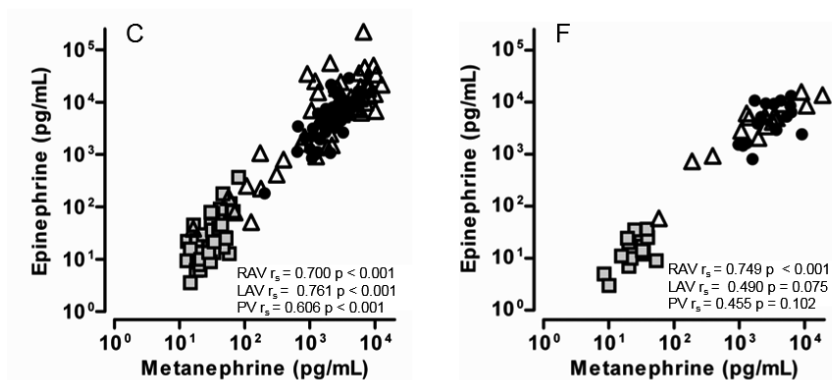 C
Epinephrine (pg/mL)
10⁵
10⁴
10³
10²
10¹
10⁰
RAV rₛ = 0.700 p < 0.001
LAV rₛ = 0.761 p < 0.001
PV rₛ = 0.606 p < 0.001
10⁰ 10¹ 10² 10³ 10⁴
Metanephrine (pg/mL)
F
Epinephrine (pg/mL)
10⁵
10⁴
10³
10²
10¹
10⁰
RAV rₛ = 0.749 p < 0.001
LAV rₛ = 0.490 p = 0.075
PV rₛ = 0.455 p = 0.102
10⁰ 10¹ 10² 10³ 10⁴
Metanephrine (pg/mL)